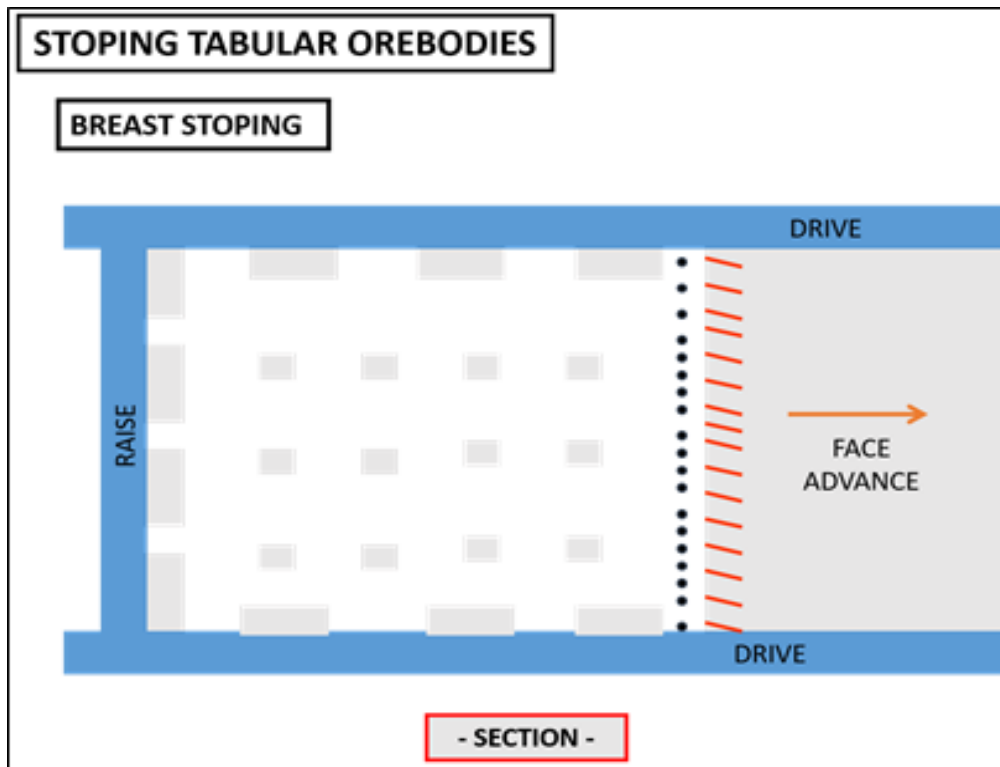 STOPING TABULAR OREBODIES
BREAST STOPING
DRIVE
RAISE
FACE
ADVANCE
DRIVE
- SECTION -